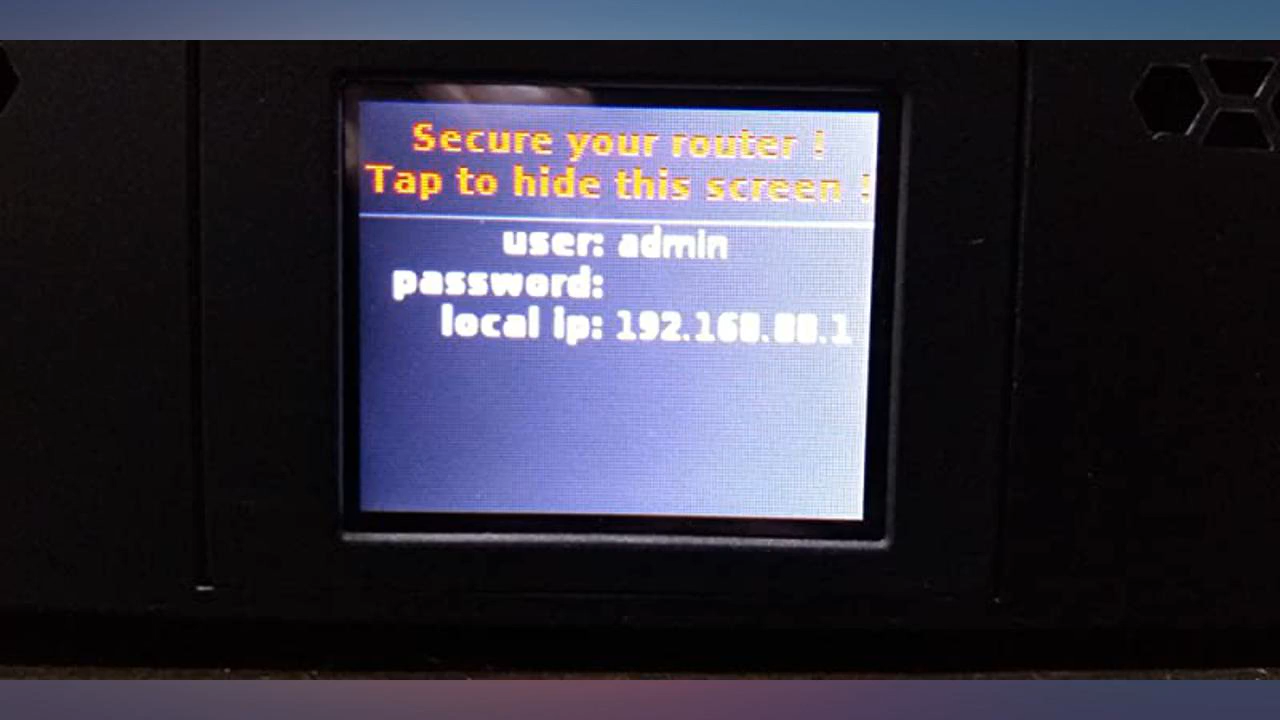 Secure your router !
Tap to hide this screen !
user: admin
password:
local ip: 192.168.88.1